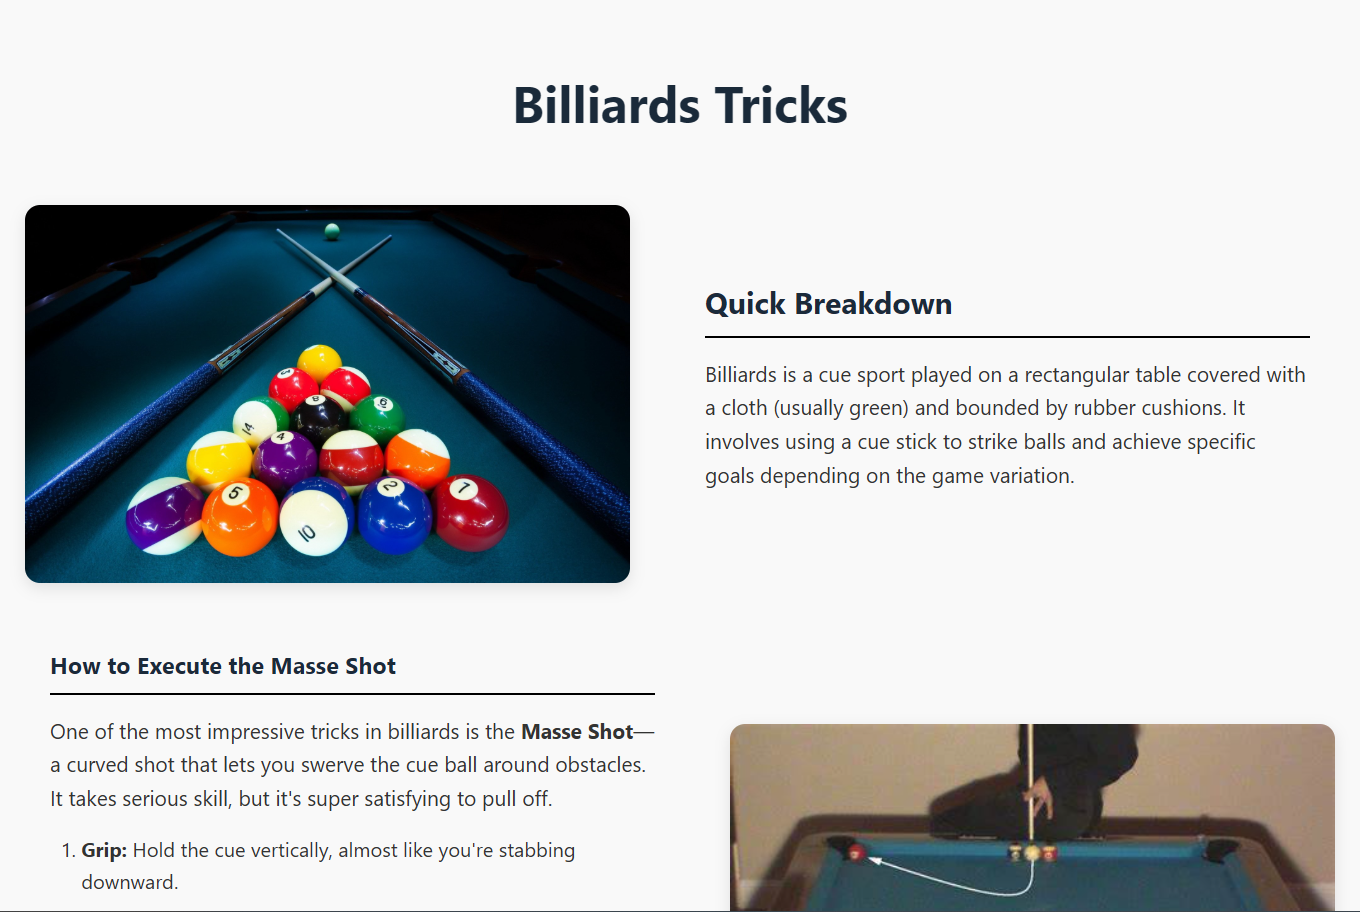 Billiards Tricks
14
8
6
4
5
10
2
7
Quick Breakdown
Billiards is a cue sport played on a rectangular table covered with
a cloth (usually green) and bounded by rubber cushions. It
involves using a cue stick to strike balls and achieve specific
goals depending on the game variation.
How to Execute the Masse Shot
One of the most impressive tricks in billiards is the Masse Shot—
a curved shot that lets you swerve the cue ball around obstacles.
It takes serious skill, but it's super satisfying to pull off.
1. Grip: Hold the cue vertically, almost like you're stabbing
downward.